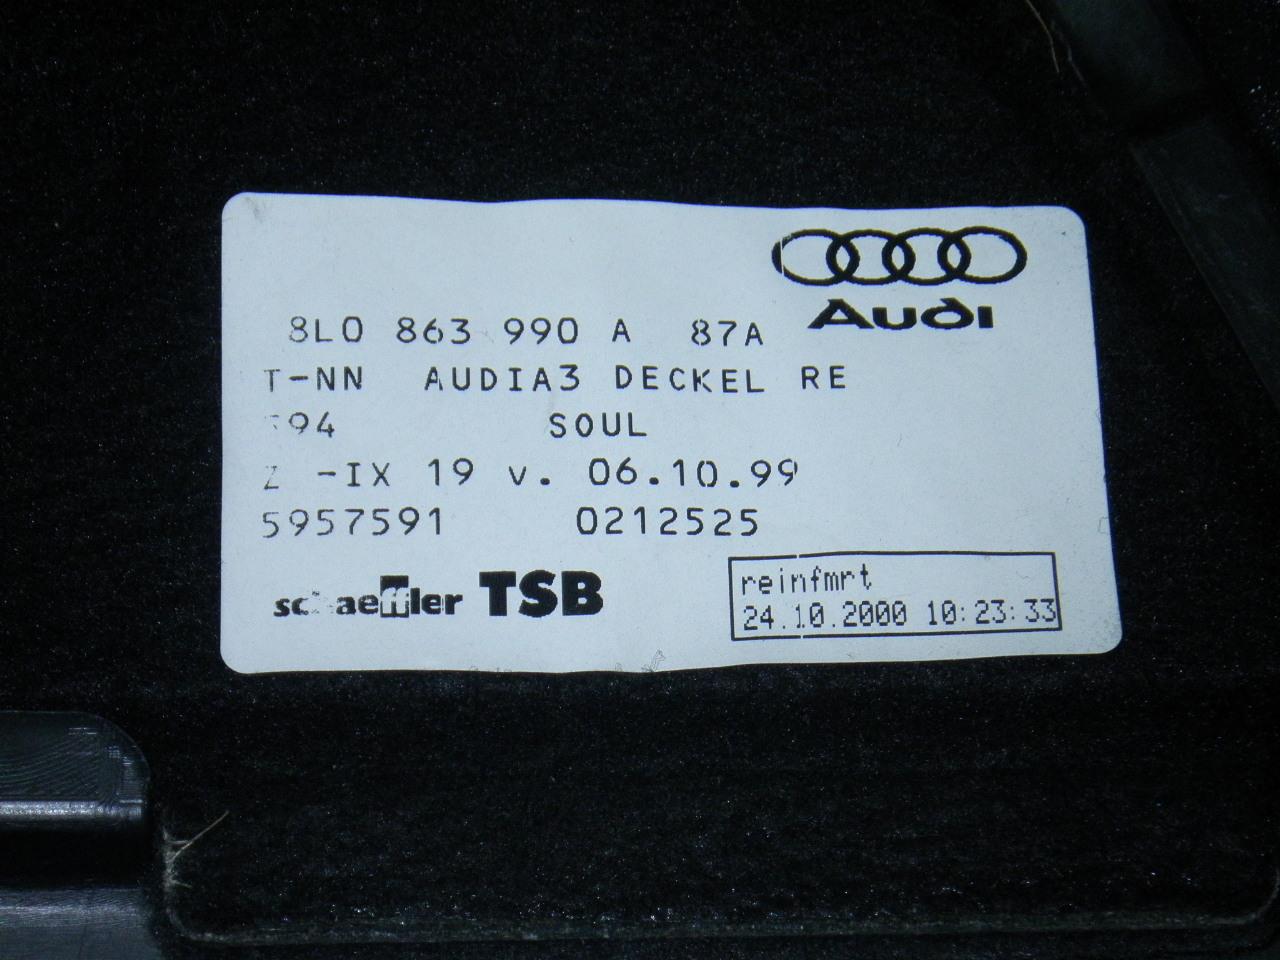 Audi
8L0 863 990 A 87A
T-NN AUDIA3 DECKEL RE
94 SOUL
Z -IX 19 v. 06.10.99
5957591 0212525
schaeffler TSB
reinfmrt
24.10.2000 10:23:33